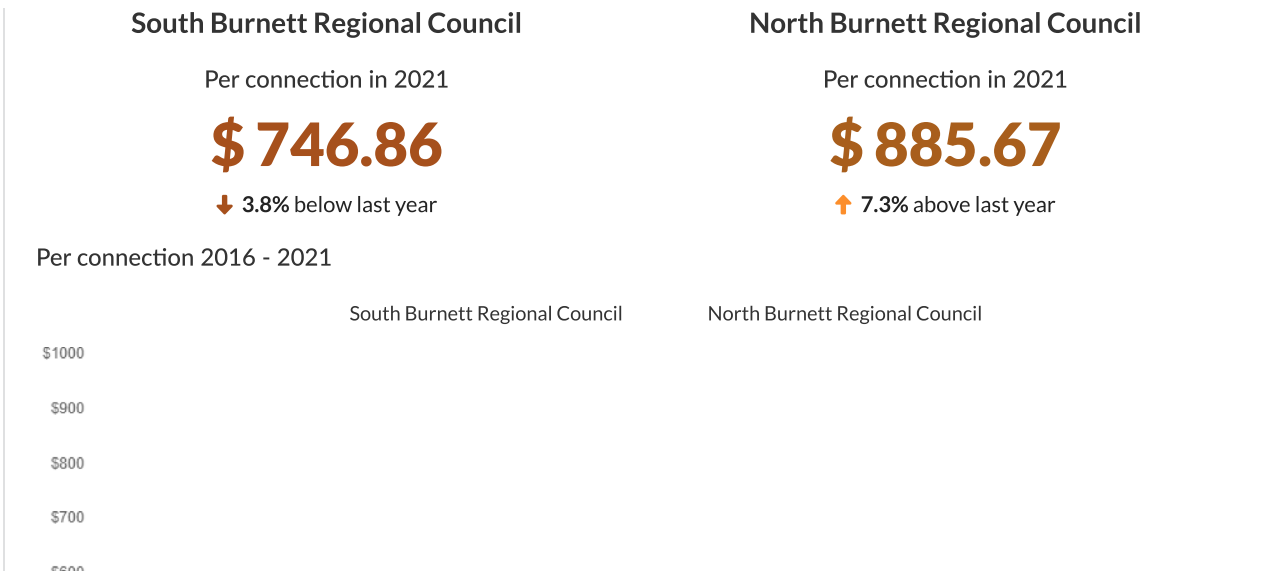 South Burnett Regional Council
North Burnett Regional Council
Per connection in 2021
Per connection in 2021
$ 746.86
$ 885.67
3.8% below last year
7.3% above last year
Per connection 2016 - 2021
South Burnett Regional Council
North Burnett Regional Council
$1000
$900
$800
$700